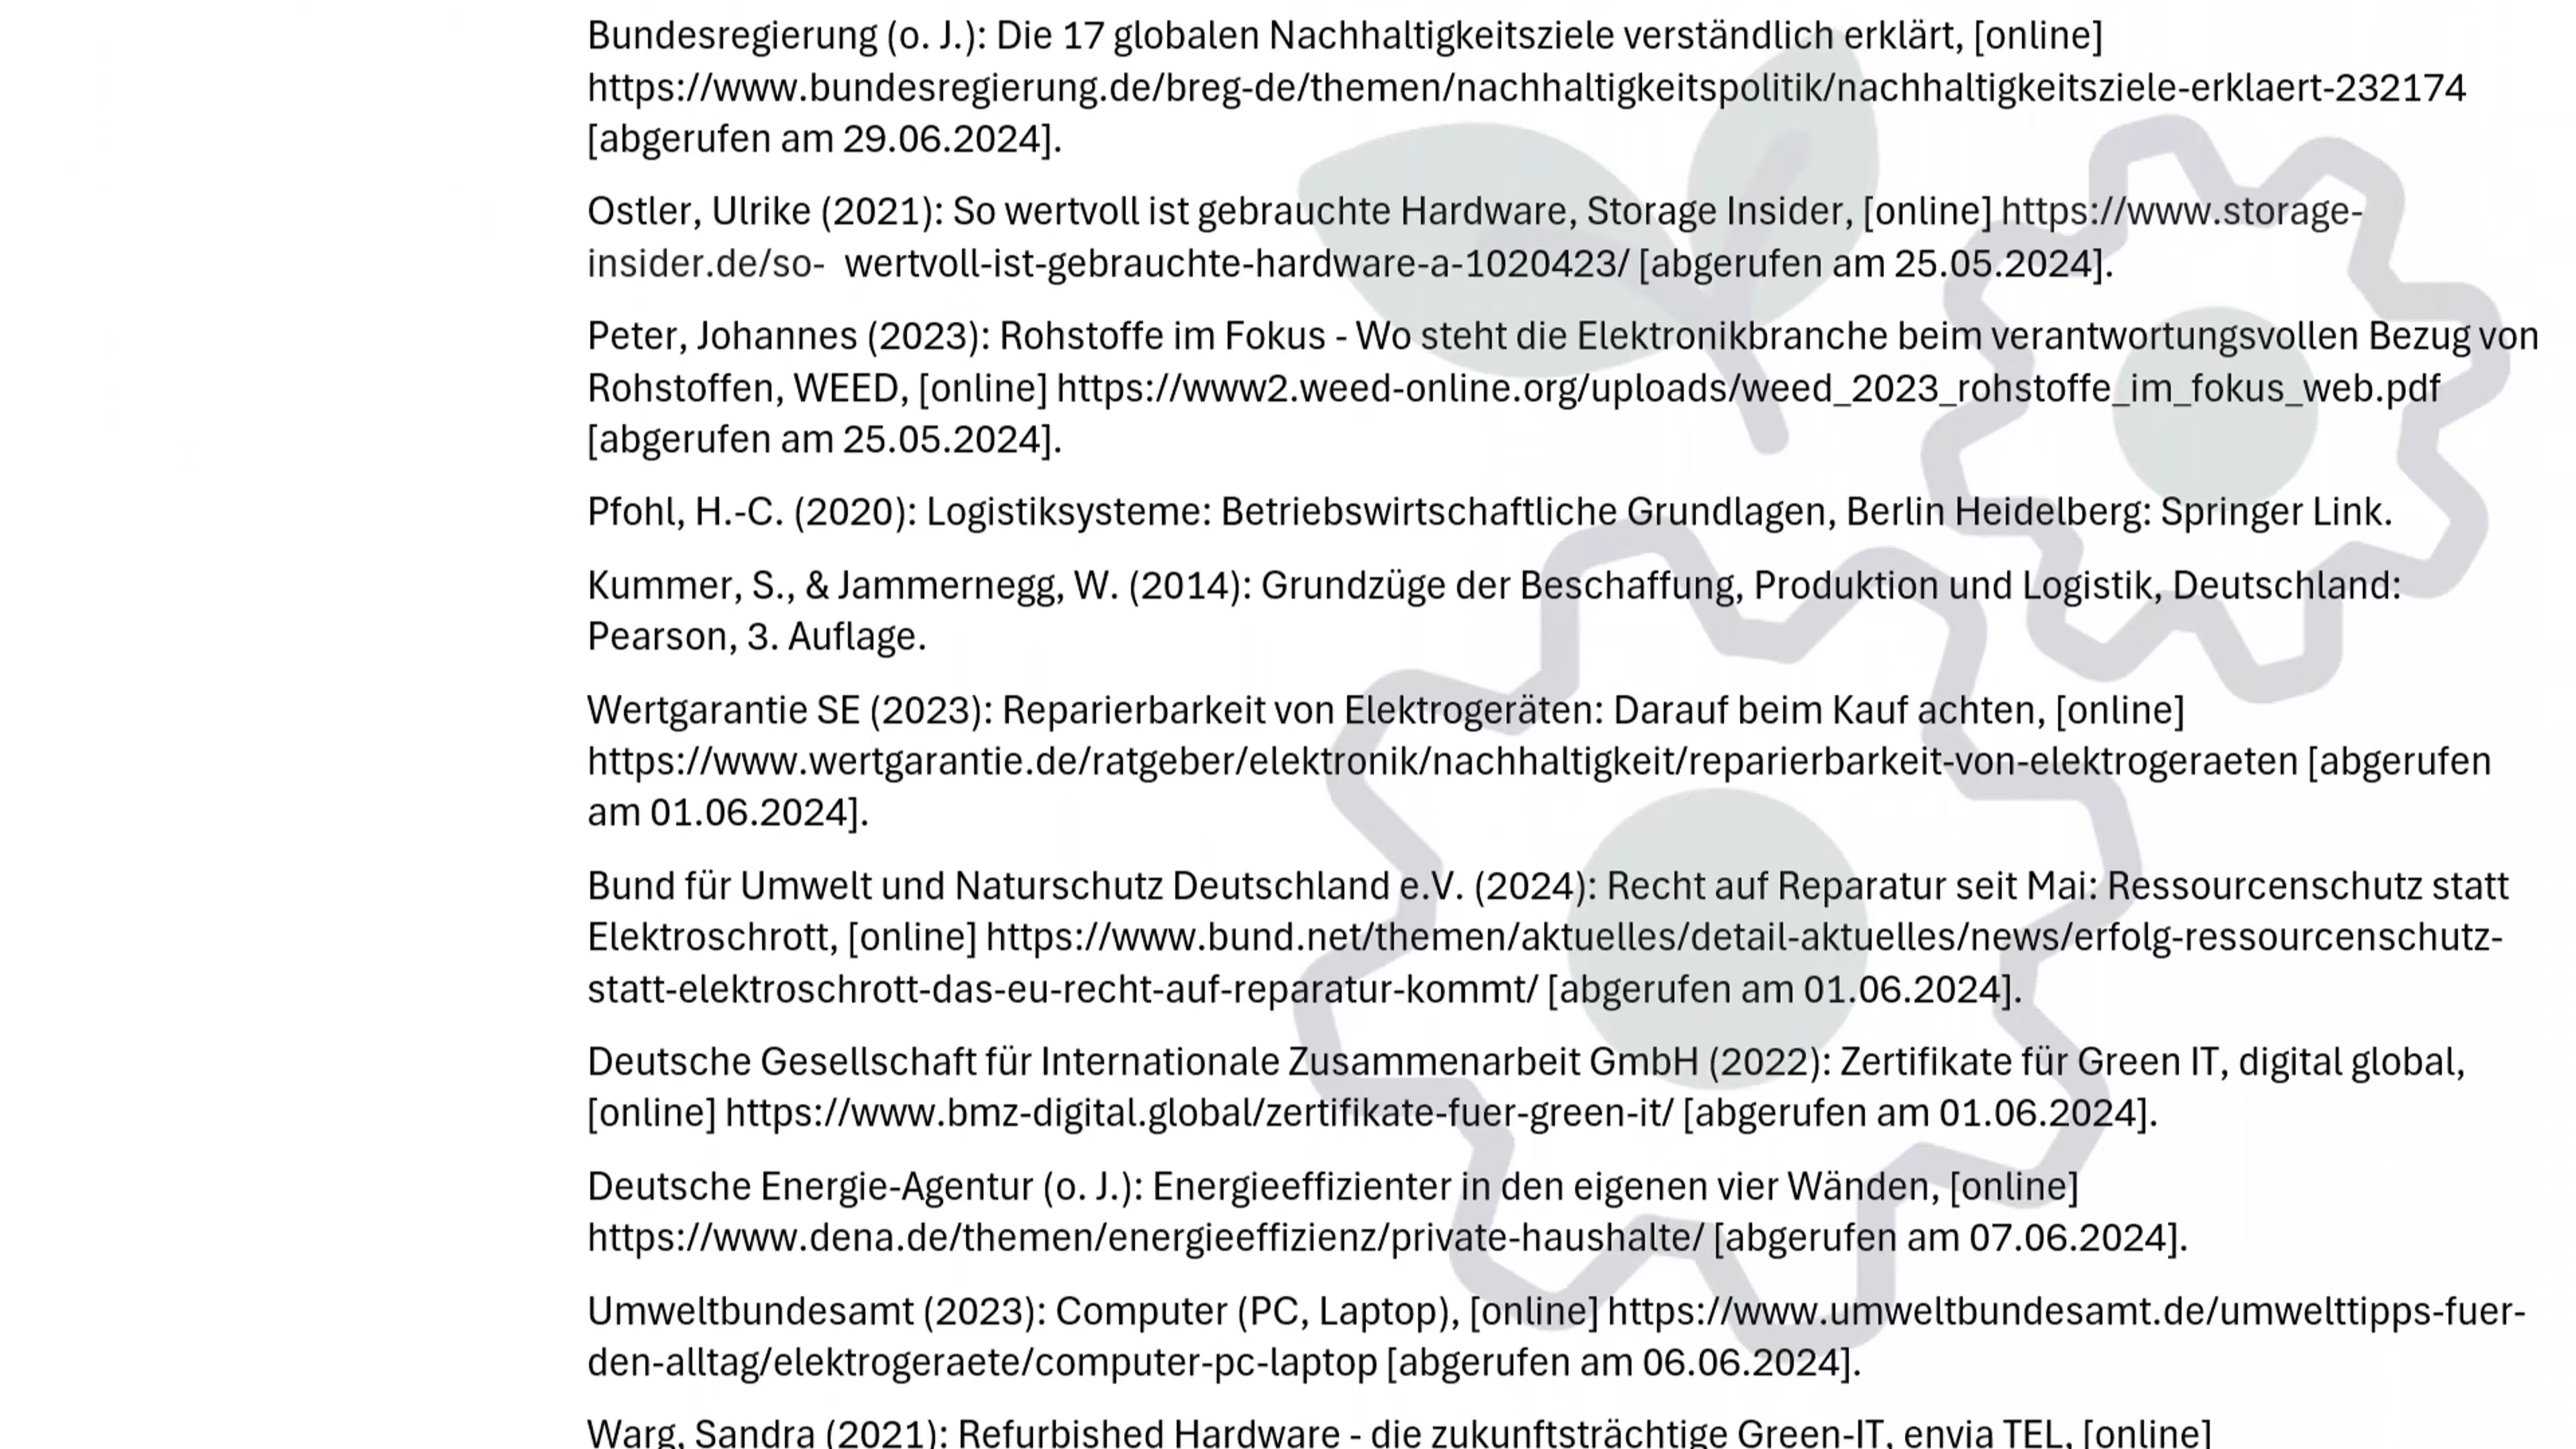 Bundesregierung (o. J.): Die 17 globalen Nachhaltigkeitsziele verständlich erklärt, [online]
https://www.bundesregierung.de/breg-de/themen/nachhaltigkeitspolitik/nachhaltigkeitsziele-erklaert-232174
[abgerufen am 29.06.2024].
Ostler, Ulrike (2021): So wertvoll ist gebrauchte Hardware, Storage Insider, [online] https://www.storage-
insider.de/so-  wertvoll-ist-gebrauchte-hardware-a-1020423/ [abgerufen am 25.05.2024].
Peter, Johannes (2023): Rohstoffe im Fokus - Wo steht die Elektronikbranche beim verantwortungsvollen Bezug von
Rohstoffen, WEED, [online] https://www2.weed-online.org/uploads/weed_2023_rohstoffe_im_fokus_web.pdf
[abgerufen am 25.05.2024].
Pfohl, H.-C. (2020): Logistiksysteme: Betriebswirtschaftliche Grundlagen, Berlin Heidelberg: Springer Link.
Kummer, S., & Jammernegg, W. (2014): Grundzüge der Beschaffung, Produktion und Logistik, Deutschland:
Pearson, 3. Auflage.
Wertgarantie SE (2023): Reparierbarkeit von Elektrogeräten: Darauf beim Kauf achten, [online]
https://www.wertgarantie.de/ratgeber/elektronik/nachhaltigkeit/reparierbarkeit-von-elektrogeraeten [abgerufen
am 01.06.2024].
Bund für Umwelt und Naturschutz Deutschland e.V. (2024): Recht auf Reparatur seit Mai: Ressourcenschutz statt
Elektroschrott, [online] https://www.bund.net/themen/aktuelles/detail-aktuelles/news/erfolg-ressourcenschutz-
statt-elektroschrott-das-eu-recht-auf-reparatur-kommt/ [abgerufen am 01.06.2024].
Deutsche Gesellschaft für Internationale Zusammenarbeit GmbH (2022): Zertifikate für Green IT, digital global,
[online] https://www.bmz-digital.global/zertifikate-fuer-green-it/ [abgerufen am 01.06.2024].
Deutsche Energie-Agentur (o. J.): Energieeffizienter in den eigenen vier Wänden, [online]
https://www.dena.de/themen/energieeffizienz/private-haushalte/ [abgerufen am 07.06.2024].
Umweltbundesamt (2023): Computer (PC, Laptop), [online] https://www.umweltbundesamt.de/umwelttipps-fuer-
den-alltag/elektrogeraete/computer-pc-laptop [abgerufen am 06.06.2024].
Warg, Sandra (2021): Refurbished Hardware - die zukunftsträchtige Green-IT, envia TEL, [online]